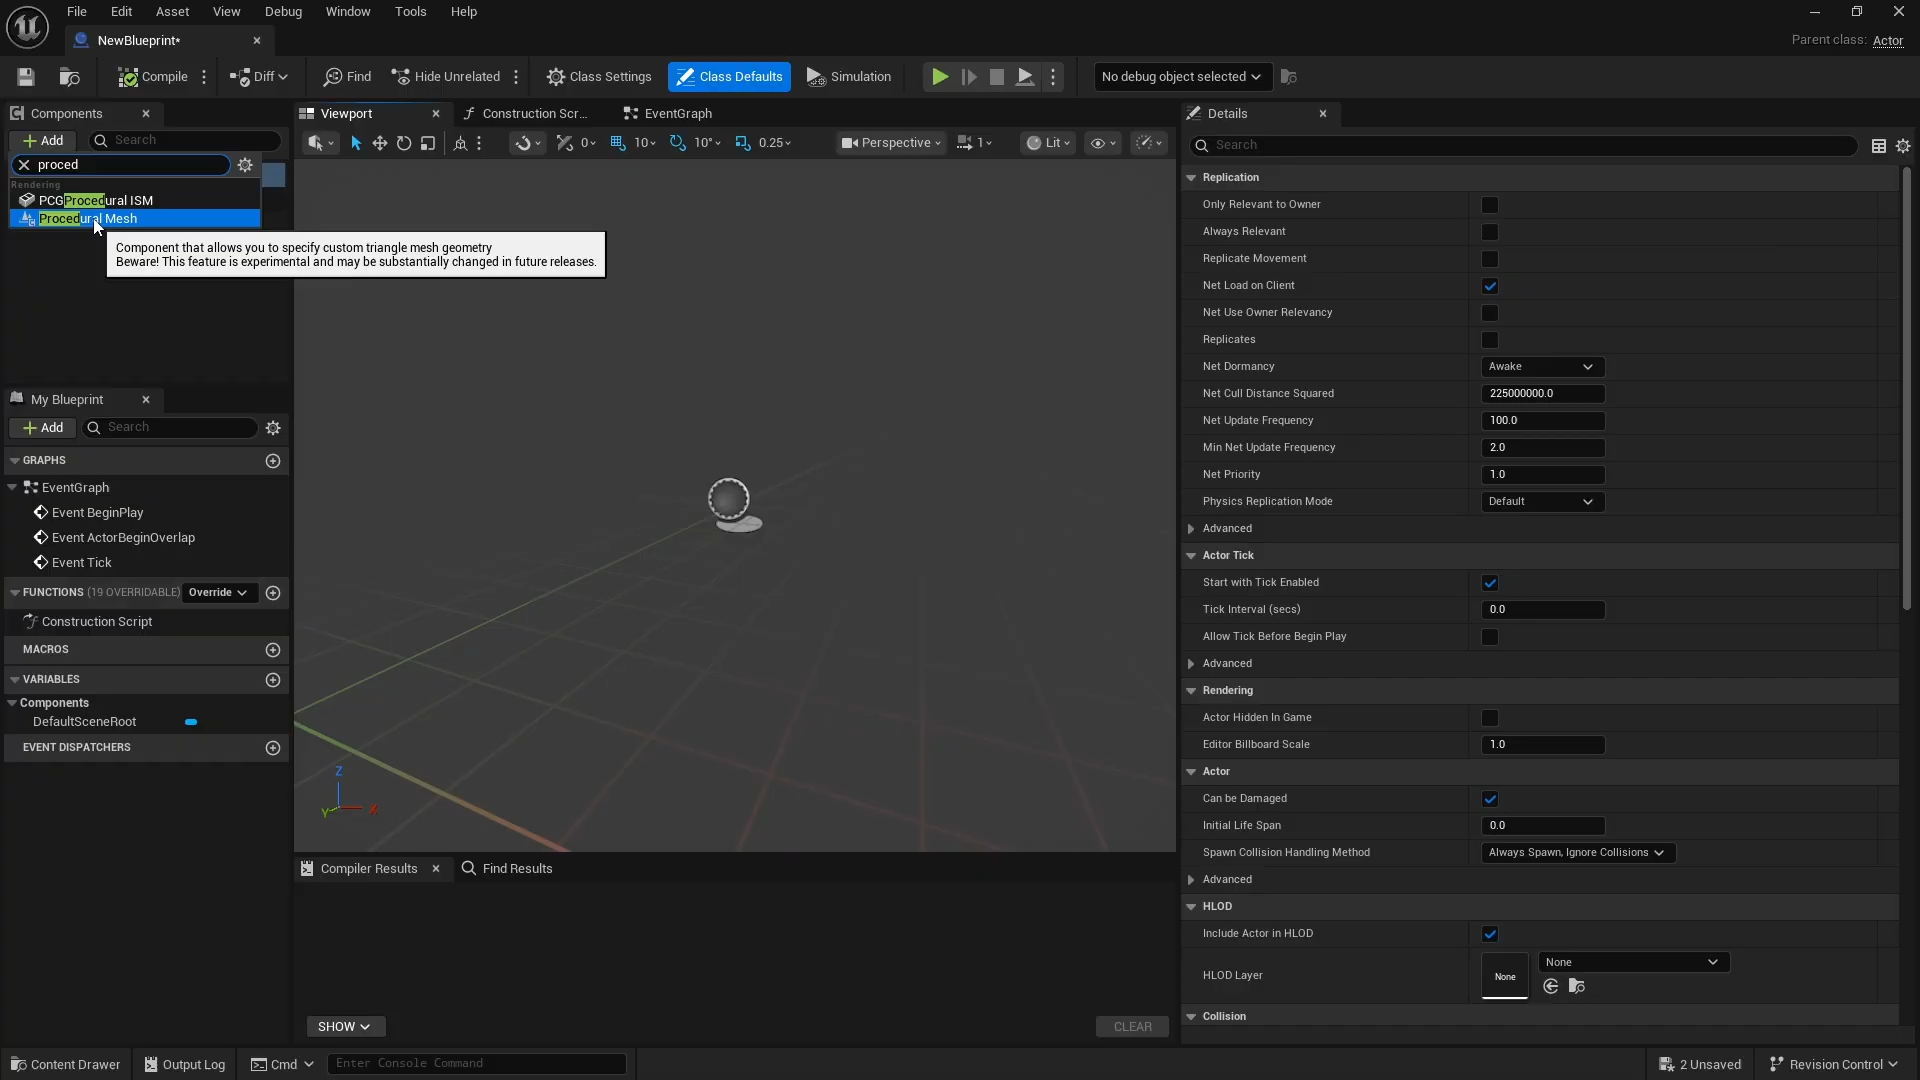 File Edit Asset View Debug Window Tools Help
NewBlueprint*
Parent class: Actor
Compile Diff Find Hide Unrelated Class Settings Class Defaults Simulation No debug object selected
Components
Viewport Construction Scr... EventGraph
Details
Add Search
0 10 10° 0.25 Perspective 1 Lit
Search
proced
Rendering
PCGProcedural ISM
Procedural Mesh
Component that allows you to specify custom triangle mesh geometry
Beware! This feature is experimental and may be substantially changed in future releases.
My Blueprint
Add Search
GRAPHS
EventGraph
Event BeginPlay
Event ActorBeginOverlap
Event Tick
FUNCTIONS (19 OVERRIDABLE) Override
Construction Script
MACROS
VARIABLES
Components
DefaultSceneRoot
EVENT DISPATCHERS
Z
Y X
Compiler Results Find Results
SHOW CLEAR
Replication
Only Relevant to Owner
Always Relevant
Replicate Movement
Net Load on Client
Net Use Owner Relevancy
Replicates
Net Dormancy Awake
Net Cull Distance Squared 225000000.0
Net Update Frequency 100.0
Min Net Update Frequency 2.0
Net Priority 1.0
Physics Replication Mode Default
Advanced
Actor Tick
Start with Tick Enabled
Tick Interval (secs) 0.0
Allow Tick Before Begin Play
Advanced
Rendering
Actor Hidden In Game
Editor Billboard Scale 1.0
Actor
Can be Damaged
Initial Life Span 0.0
Spawn Collision Handling Method Always Spawn, Ignore Collisions
Advanced
HLOD
Include Actor in HLOD
HLOD Layer None None
Collision
Content Drawer Output Log Cmd Enter Console Command 2 Unsaved Revision Control